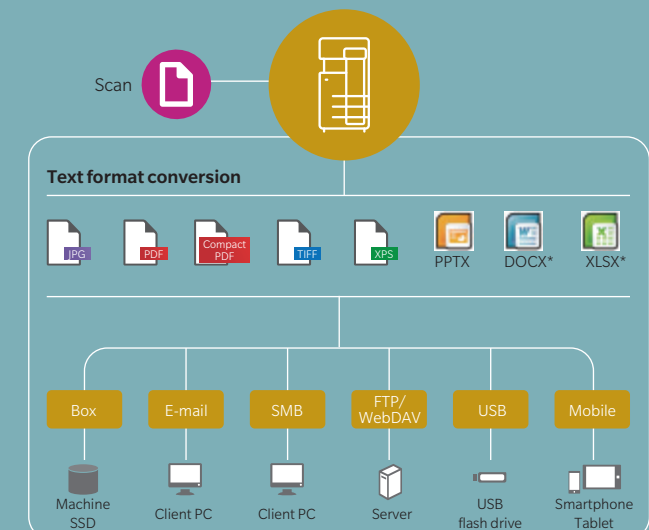 Scan
Text format conversion
JPG
PDF
Compact
PDF
TIFF
XPS
PPTX
DOCX*
XLSX*
Box
E-mail
SMB
FTP/
WebDAV
USB
Mobile
Machine
SSD
Client PC
Client PC
Server
USB
flash drive
Smartphone
Tablet